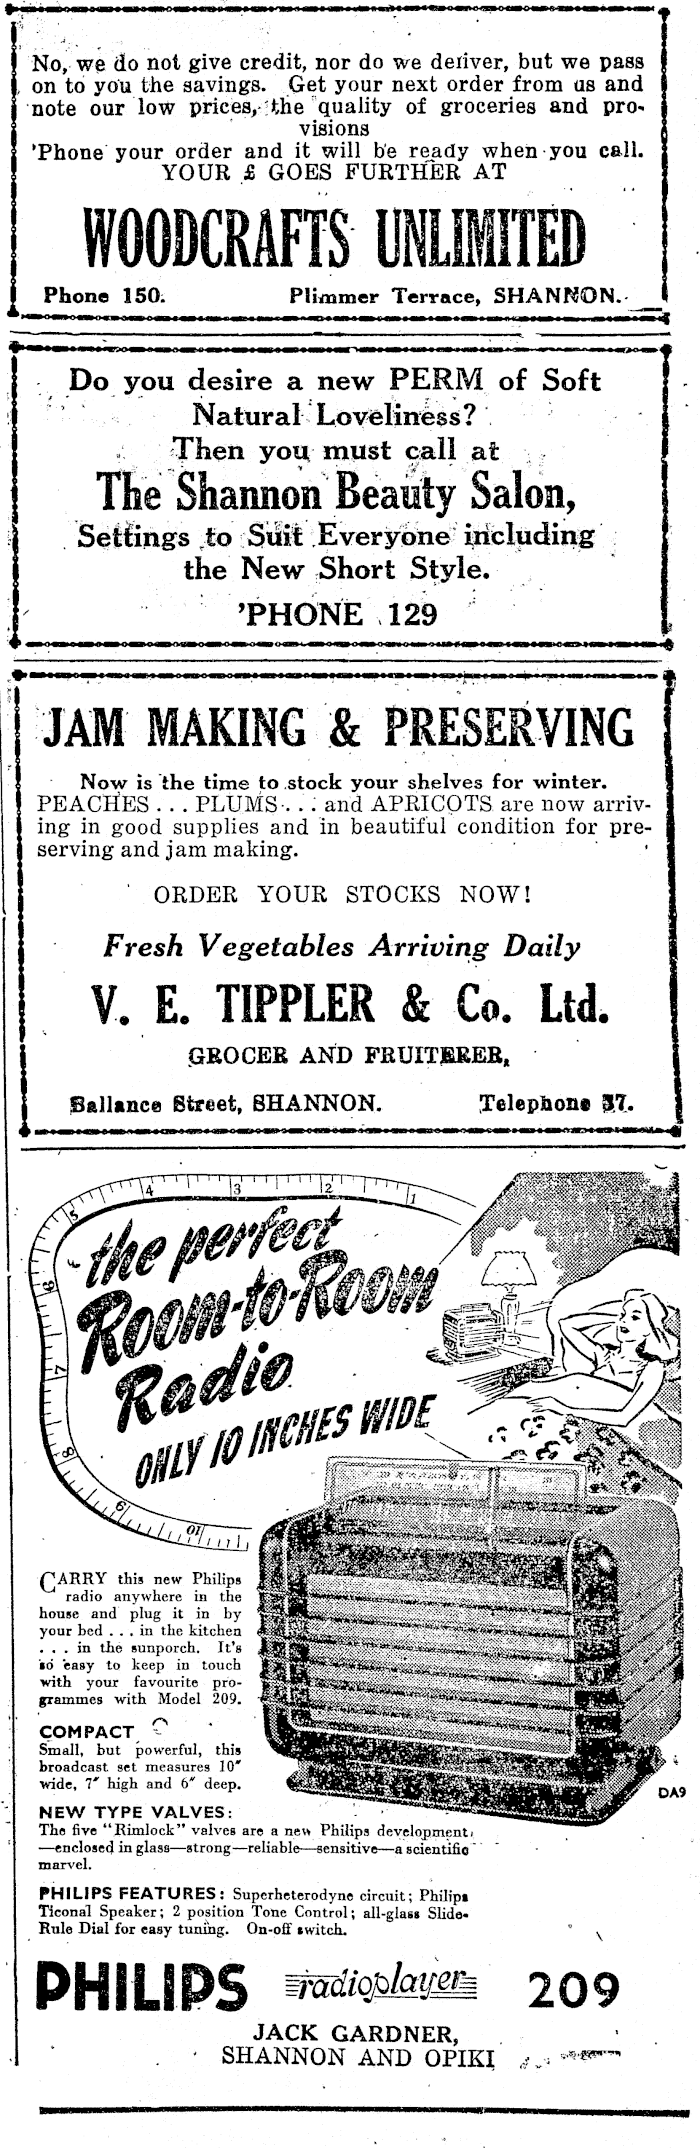 No, we do not give credit, nor do we deliver, but we pass
on to you the savings. Get your next order from us and
note our low prices, the quality of groceries and pro-
visions
'Phone your order and it will be ready when you call.
YOUR £ GOES FURTHER AT
WOODCRAFTS UNLIMITED
Phone 150. Plimmer Terrace, SHANNON.
Do you desire a new PERM of Soft
Natural Loveliness?
Then you must call at
The Shannon Beauty Salon,
Settings to Suit Everyone including
the New Short Style.
'PHONE 129
JAM MAKING & PRESERVING
Now is the time to stock your shelves for winter.
PEACHES . . . PLUMS . . . and APRICOTS are now arriv-
ing in good supplies and in beautiful condition for pre-
serving and jam making.
ORDER YOUR STOCKS NOW!
Fresh Vegetables Arriving Daily
V. E. TIPPLER & Co. Ltd.
GROCER AND FRUITERER,
Ballance Street, SHANNON. Telephone 37.
1 2 3 4 5 6 7 8 9 10
the perfect
Room-to-Room
Radio
ONLY 10 INCHES WIDE
CARRY this new Philips
radio anywhere in the
house and plug it in by
your bed . . . in the kitchen
. . . in the sunporch. It's
so easy to keep in touch
with your favourite pro-
grammes with Model 209.
COMPACT
Small, but powerful, this
broadcast set measures 10″
wide, 7″ high and 6″ deep.
DA9
NEW TYPE VALVES:
The five "Rimlock" valves are a new Philips development,
—enclosed in glass—strong—reliable—sensitive—a scientific
marvel.
PHILIPS FEATURES: Superheterodyne circuit; Philips
Ticonal Speaker; 2 position Tone Control; all-glass Slide-
Rule Dial for easy tuning. On-off switch.
PHILIPS radioplayer 209
JACK GARDNER,
SHANNON AND OPIKI